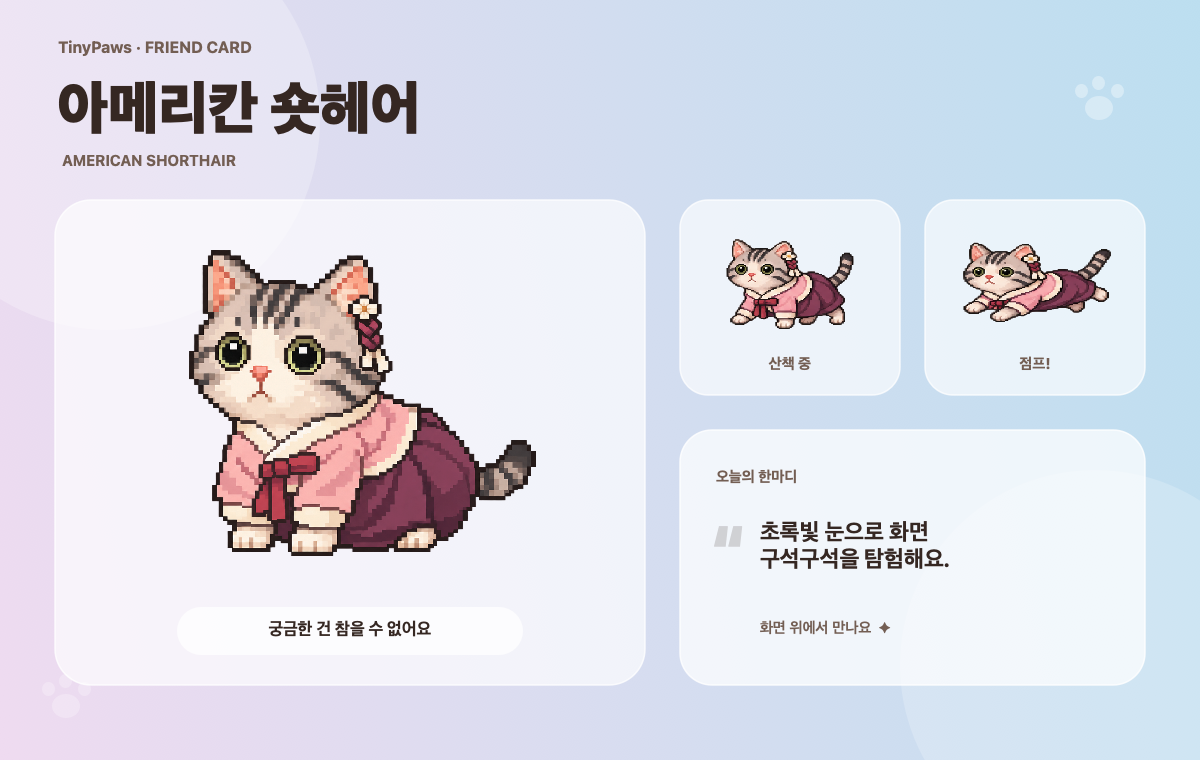 TinyPaws · FRIEND CARD
아메리칸 숏헤어
AMERICAN SHORTHAIR
궁금한 건 참을 수 없어요
산책 중
점프!
오늘의 한마디
"
초록빛 눈으로 화면
구석구석을 탐험해요.
화면 위에서 만나요 ✦